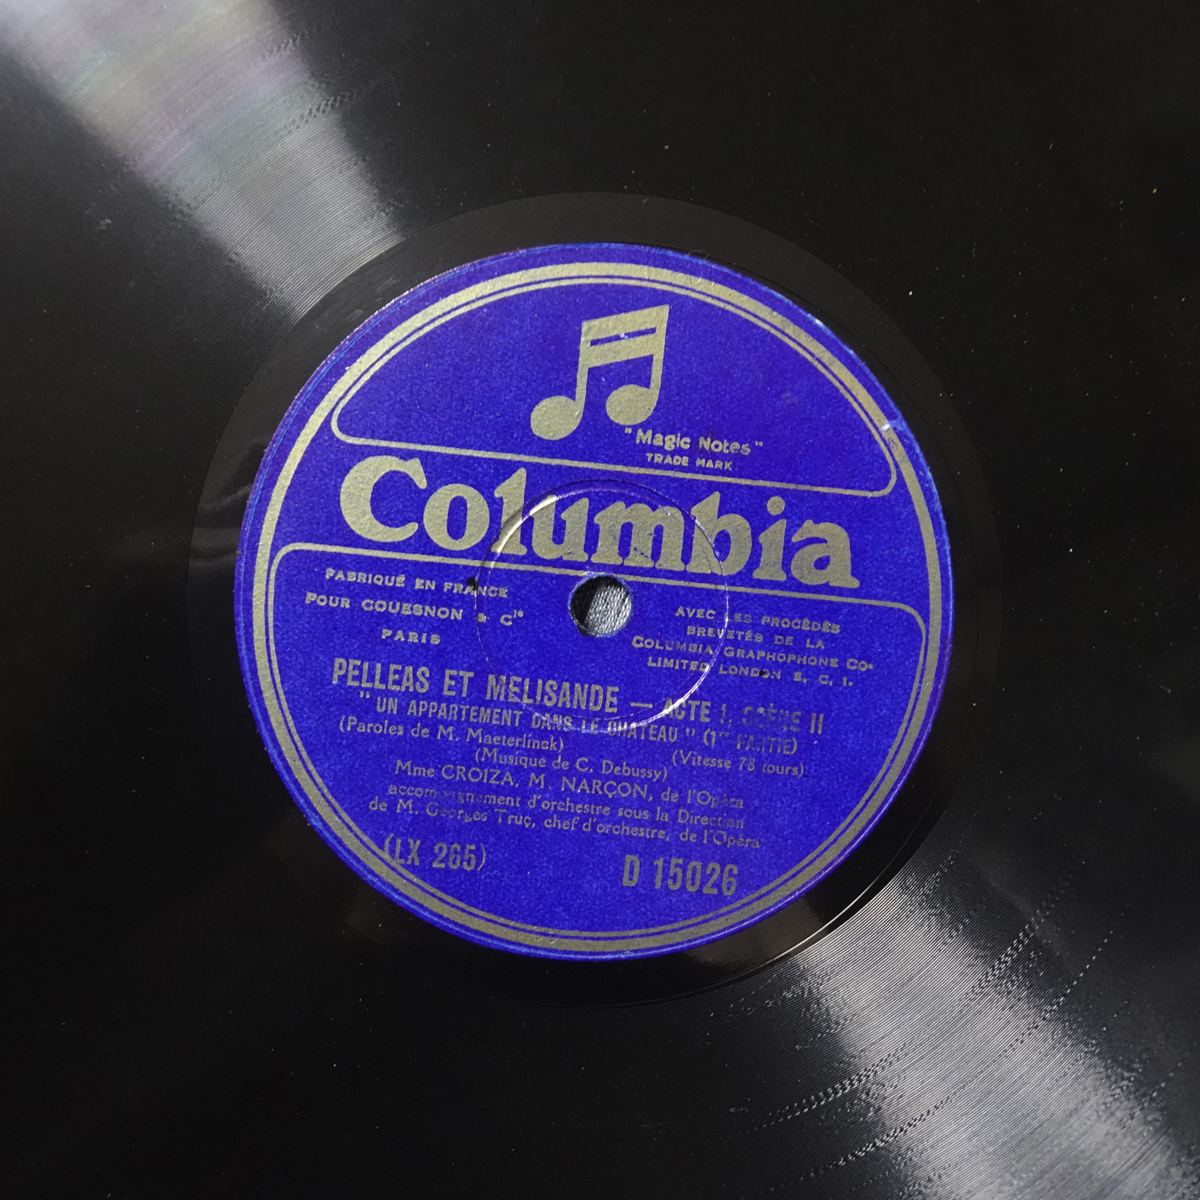 "Magic Notes"
TRADE MARK
Columbia
FABRIQUÉ EN FRANCE
POUR COUESNON & Cie
PARIS
AVEC LES PROCÉDÉS
BREVETÉS DE LA
COLUMBIA GRAPHOPHONE CO.
LIMITED LONDON E. C. 1.
PELLEAS ET MELISANDE — ACTE I, SCÈNE II
"UN APPARTEMENT DANS LE CHATEAU" (1re PARTIE)
(Paroles de M. Maeterlinck) (Vitesse 78 tours)
(Musique de C. Debussy)
Mme CROIZA, M. NARÇON, de l'Opéra
accompagnement d'orchestre sous la Direction
de M. Georges Truç, chef d'orchestre, de l'Opéra
(LX 265) D 15026